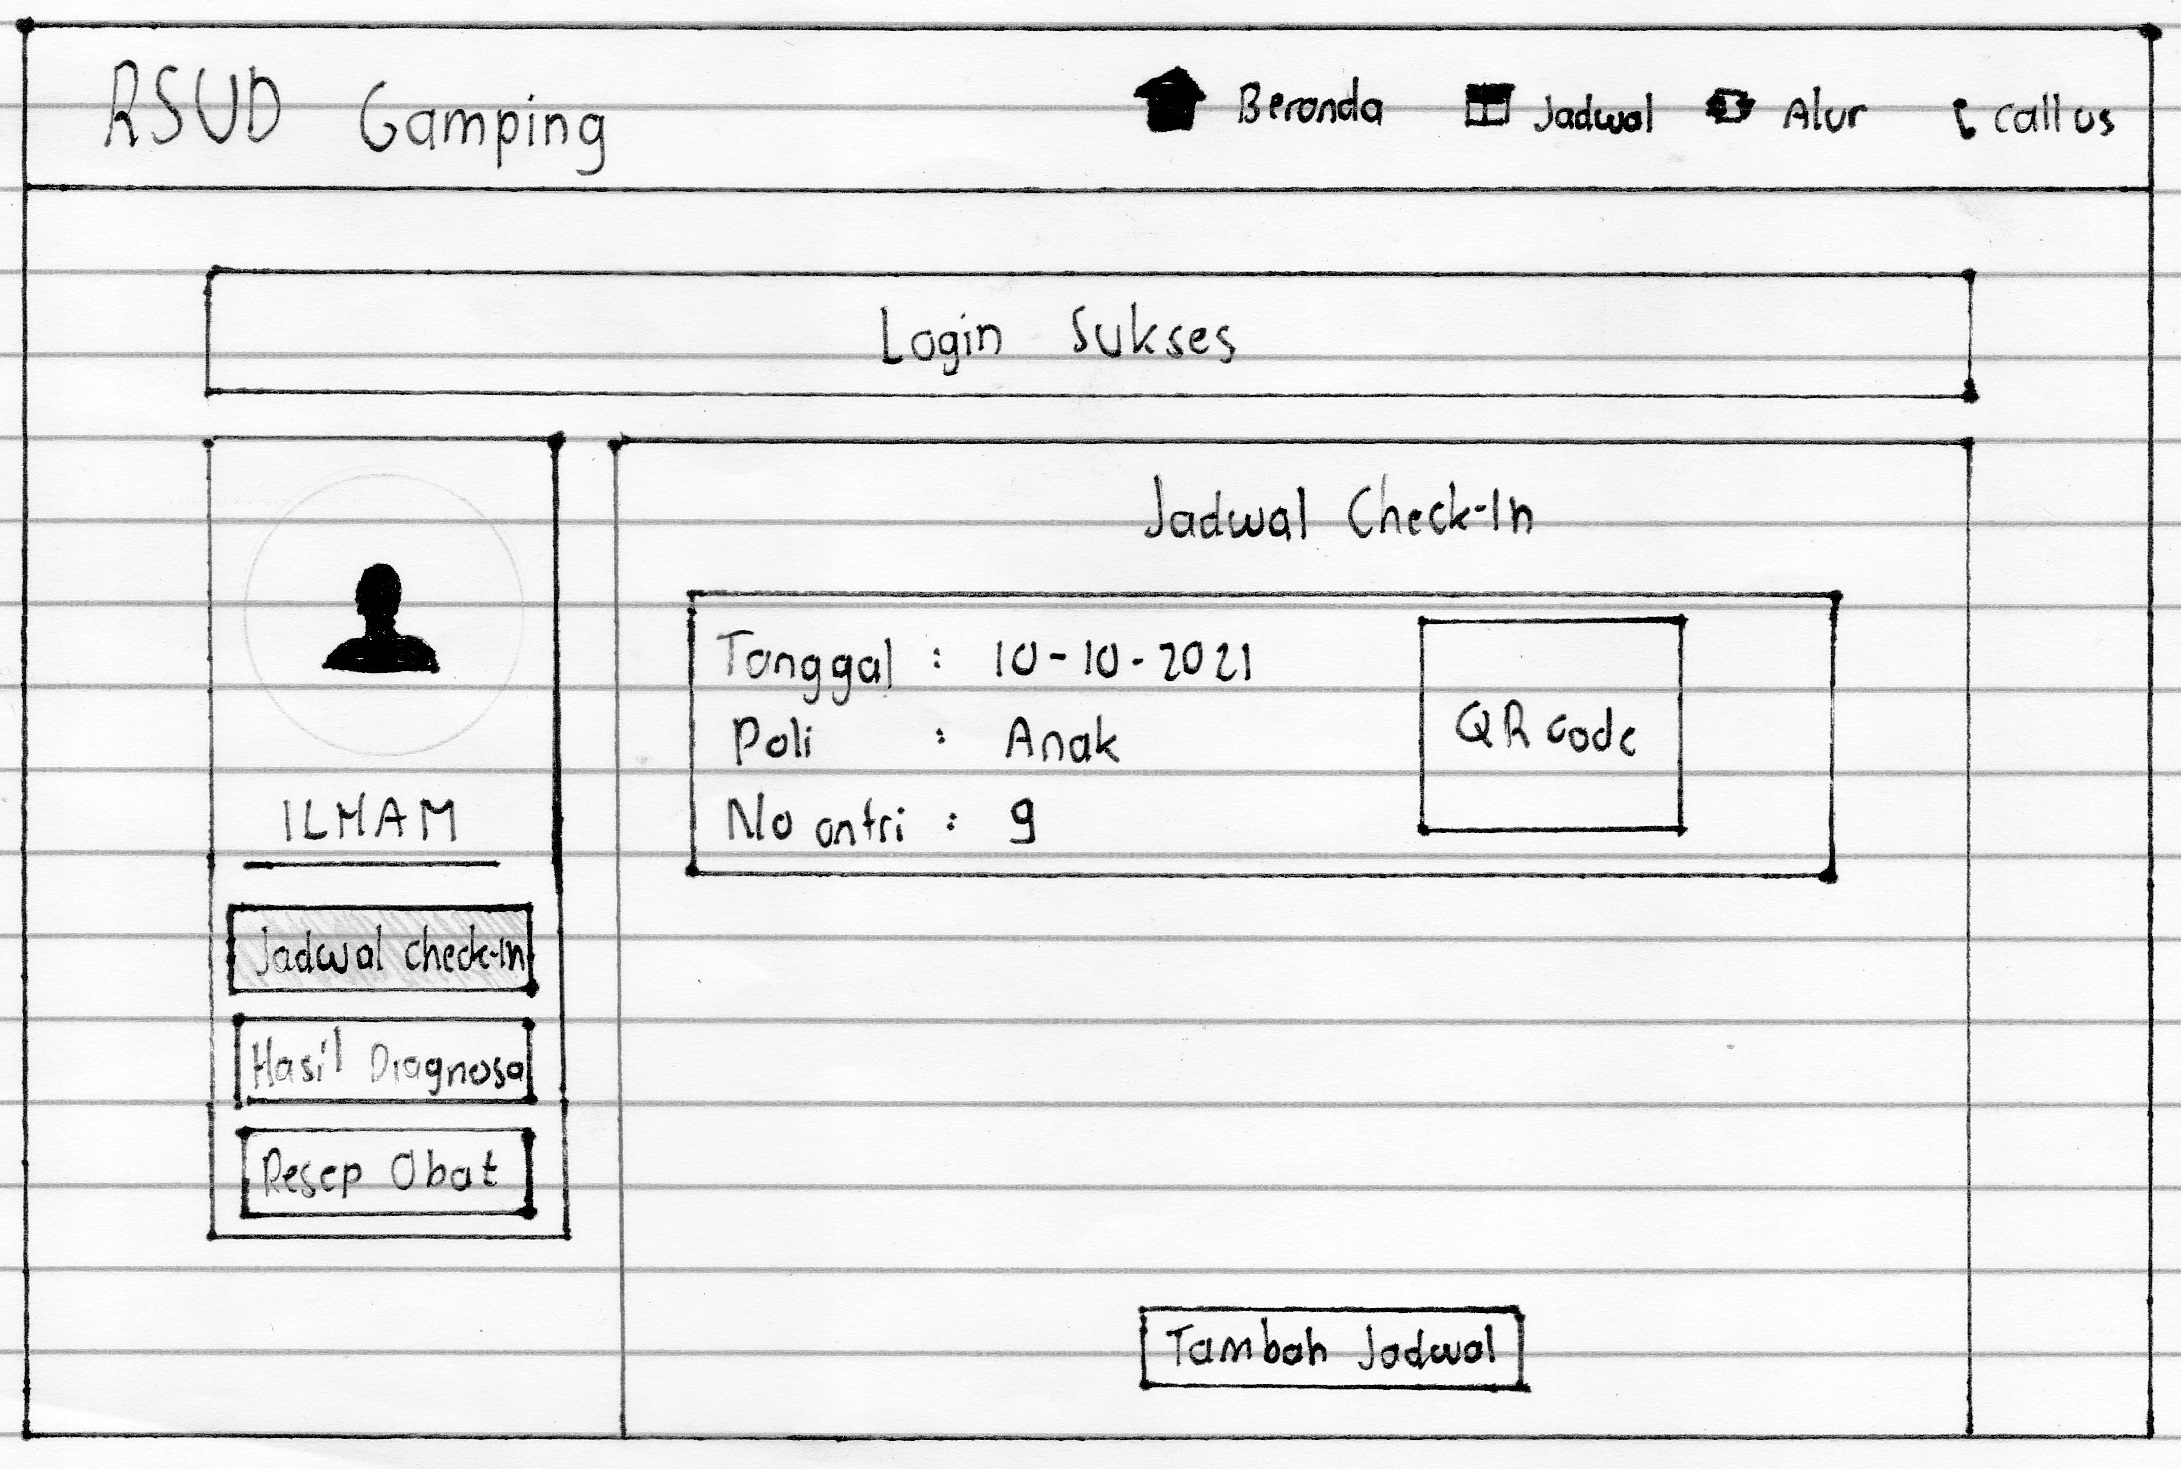 RSUD Gamping
Beranda
Jadwal
Alur
Call us
Login Sukses
ILHAM
Jadwal Check-In
Hasil Diagnosa
Resep Obat
Jadwal Check-In
Tanggal : 10-10-2021
Poli : Anak
No antri : 9
QR code
Tambah Jadwal